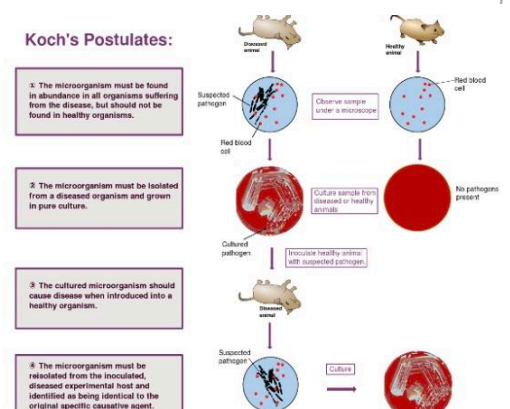 Koch's Postulates:
① The microorganism must be found
in abundance in all organisms suffering
from the disease, but should not be
found in healthy organisms.
Diseased
animal
Healthy
animal
Suspected
pathogen
Red blood
cell
Observe sample
under a microscope
Red blood
cell
② The microorganism must be isolated
from a diseased organism and grown
in pure culture.
Culture sample from
diseased or healthy
animals
No pathogens
present
Cultured
pathogen
Inoculate healthy animal
with suspected pathogen.
③ The cultured microorganism should
cause disease when introduced into a
healthy organism.
Diseased
animal
④ The microorganism must be
reisolated from the inoculated,
diseased experimental host and
identified as being identical to the
original specific causative agent.
Suspected
pathogen
Culture